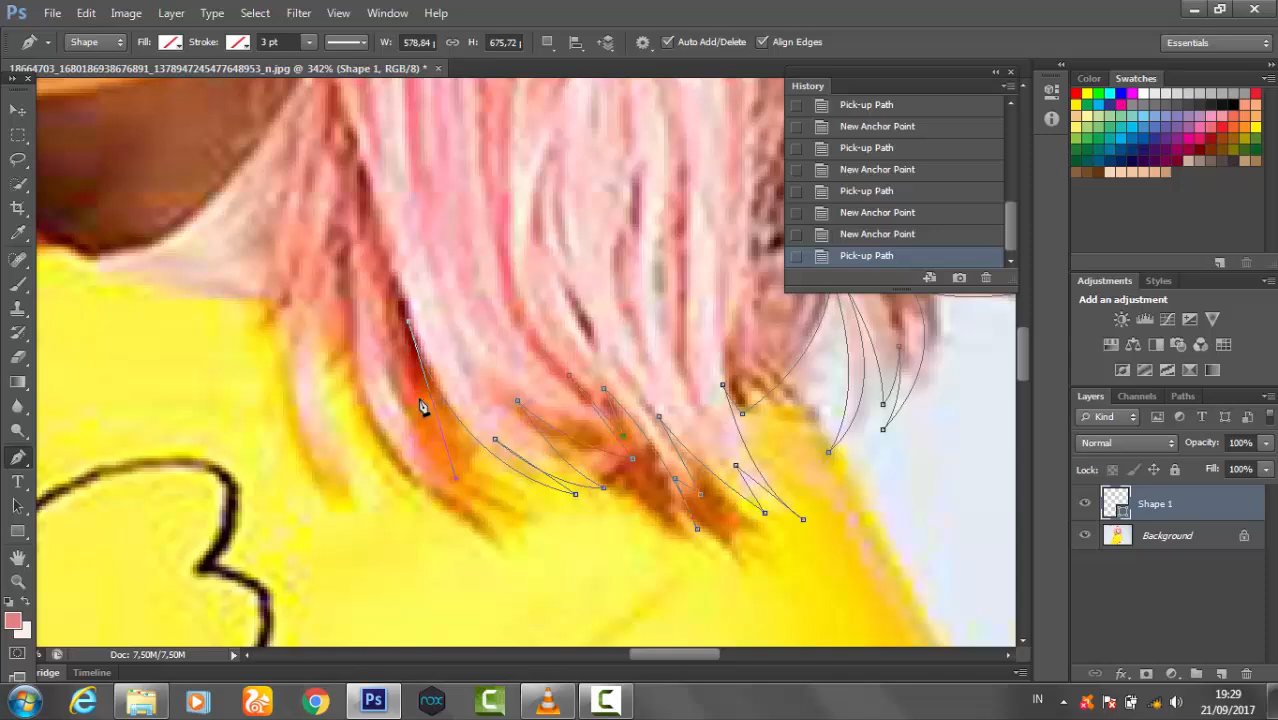 Ps File Edit Image Layer Type Select Filter View Window Help
Shape Fill: Stroke: 3 pt W: 578,84 H: 675,72 Auto Add/Delete Align Edges Essentials
18664703_1680186938676891_1378947245477648953_n.jpg @ 342% (Shape 1, RGB/8) *
History
Pick-up Path
New Anchor Point
Pick-up Path
New Anchor Point
Pick-up Path
New Anchor Point
New Anchor Point
Pick-up Path
Color Swatches
Adjustments Styles
Add an adjustment
Layers Channels Paths
Kind
Normal Opacity: 100%
Lock: Fill: 100%
Shape 1
Background
Doc: 7,50M/7,50M
ridge Timeline
Ps nox C C IN 19:29
21/09/2017